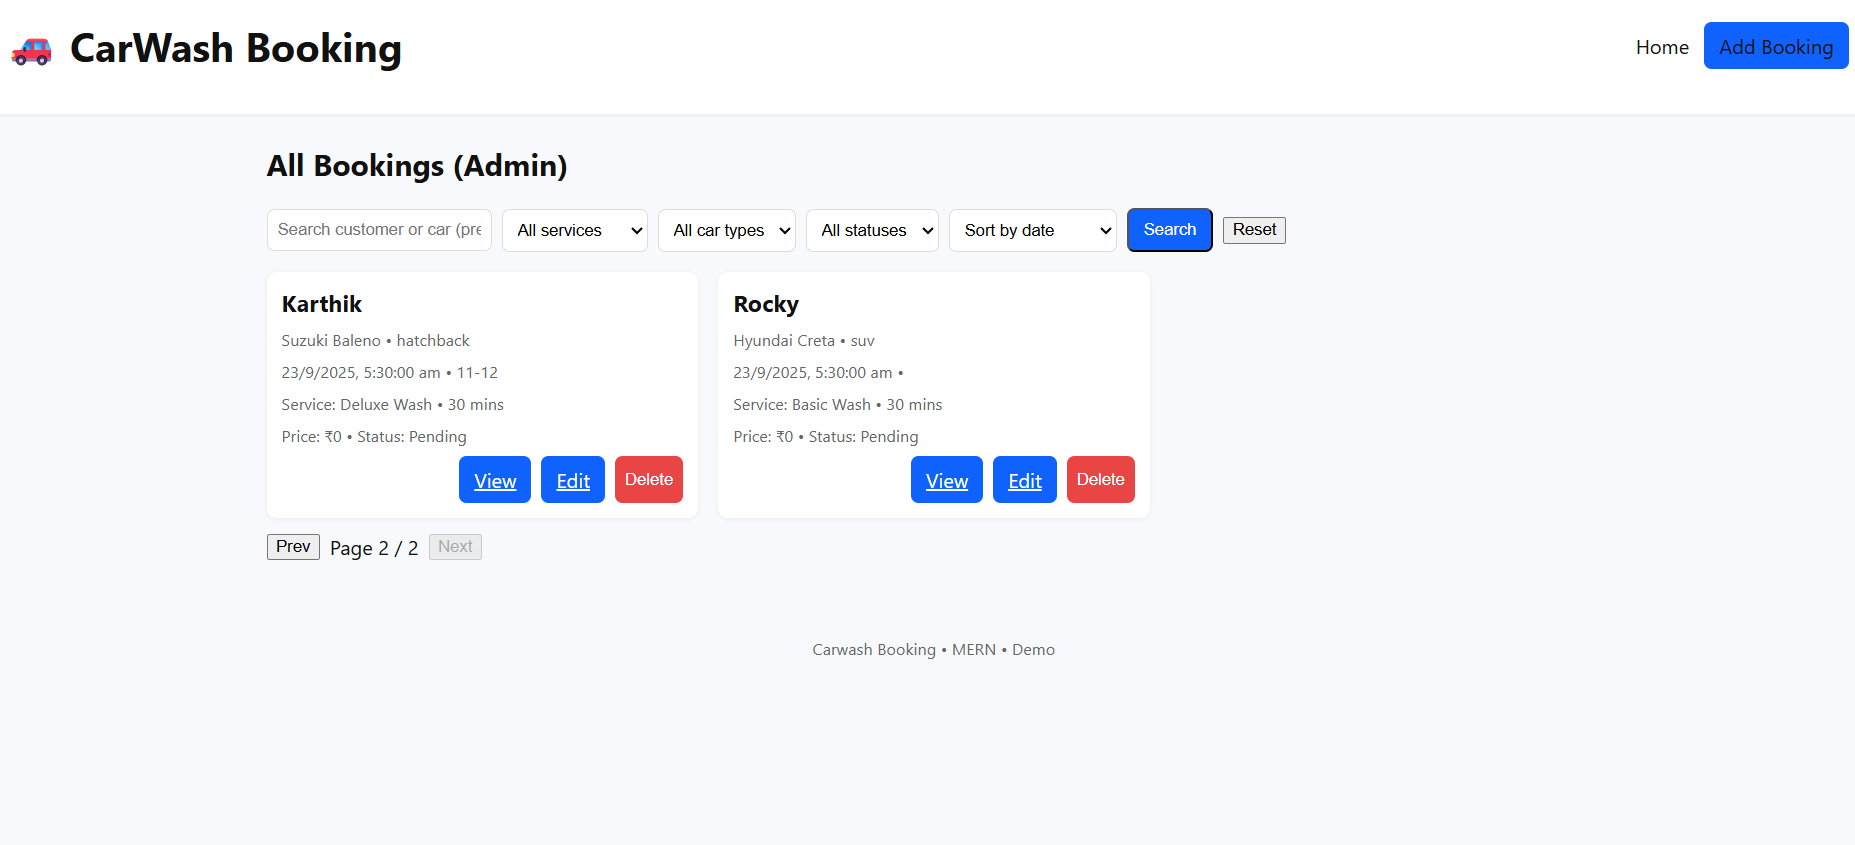 CarWash Booking
Home Add Booking
All Bookings (Admin)
Search customer or car (pre All services All car types All statuses Sort by date Search Reset
Karthik
Suzuki Baleno • hatchback
23/9/2025, 5:30:00 am • 11-12
Service: Deluxe Wash • 30 mins
Price: ₹0 • Status: Pending
View Edit Delete
Rocky
Hyundai Creta • suv
23/9/2025, 5:30:00 am •
Service: Basic Wash • 30 mins
Price: ₹0 • Status: Pending
View Edit Delete
Prev Page 2 / 2 Next
Carwash Booking • MERN • Demo